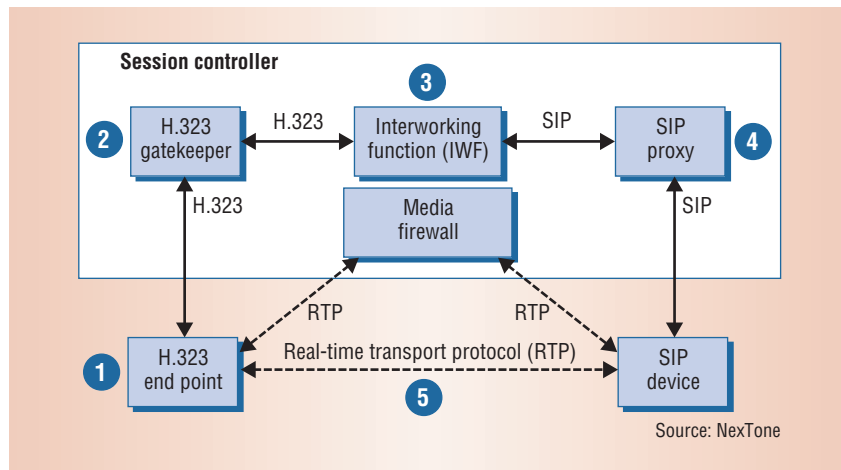 Session controller
3
2
H.323
gatekeeper
H.323
Interworking
function (IWF)
SIP
SIP
proxy
4
H.323
Media
firewall
SIP
RTP
RTP
1
H.323
end point
Real-time transport protocol (RTP)
5
SIP
device
Source: NexTone